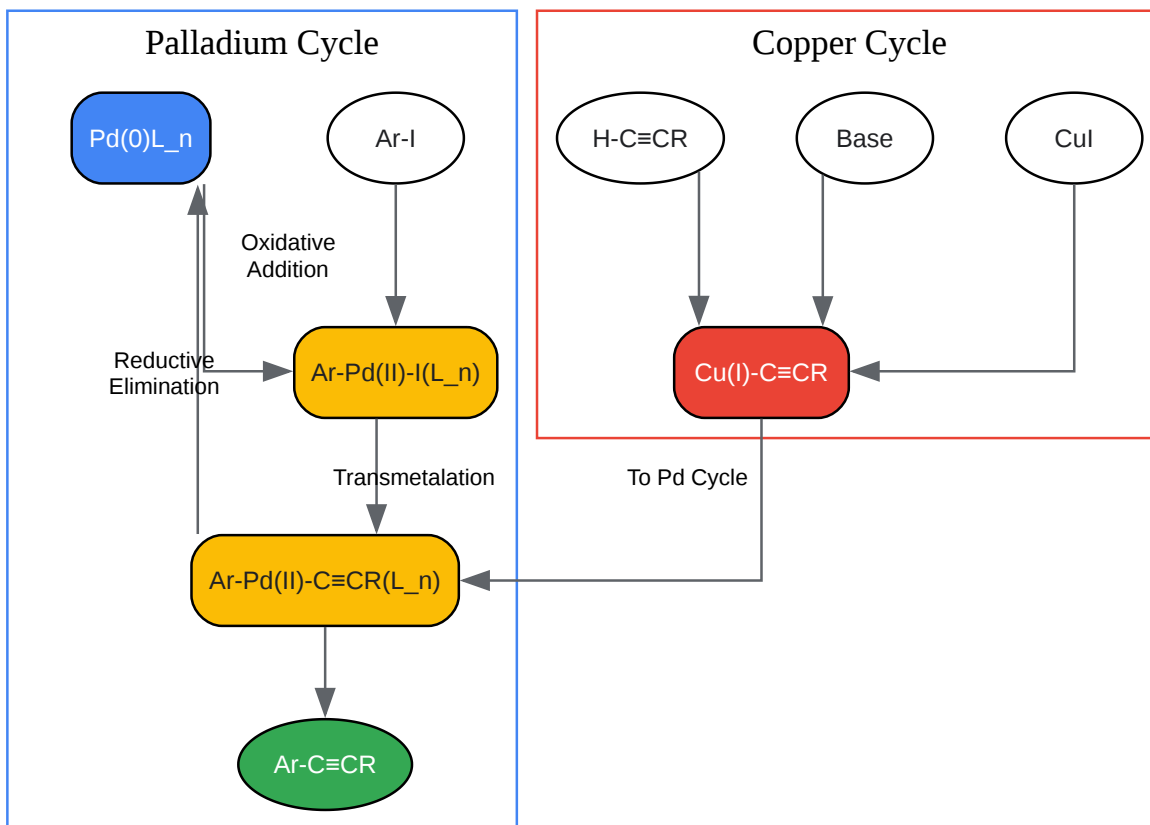 Palladium Cycle
Copper Cycle
Pd(0)L_n
Ar-I
H-C≡CR
Base
CuI
Oxidative
Addition
Reductive
Elimination
Ar-Pd(II)-I(L_n)
Cu(I)-C≡CR
Transmetalation
To Pd Cycle
Ar-Pd(II)-C≡CR(L_n)
Ar-C≡CR